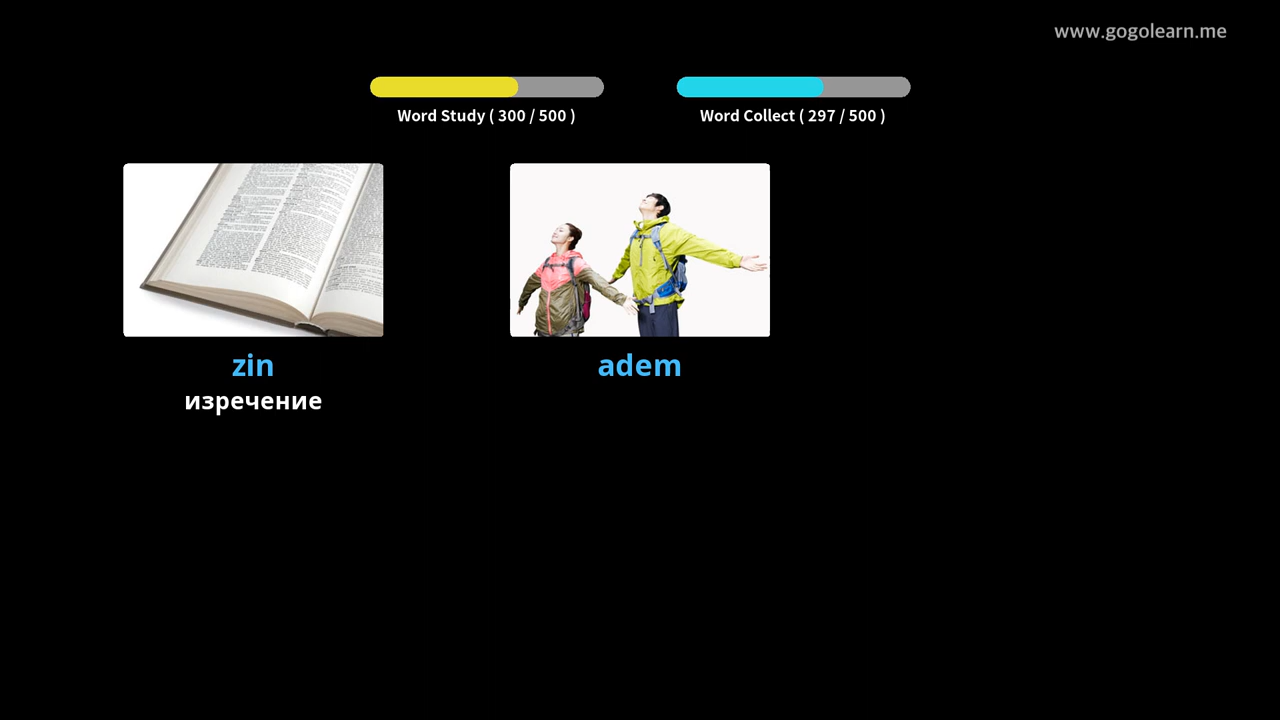 www.gogolearn.me
Word Study ( 300 / 500 )
Word Collect ( 297 / 500 )
zin
adem
изречение